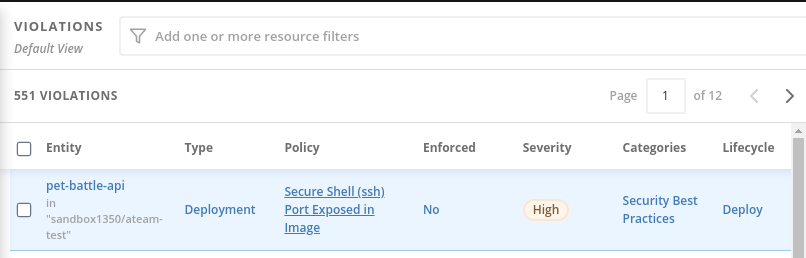 VIOLATIONS
Default View
Add one or more resource filters
551 VIOLATIONS
Page 1 of 12
Entity Type Policy Enforced Severity Categories Lifecycle
pet-battle-api
in
"sandbox1350/ateam-
test"
Deployment
Secure Shell (ssh)
Port Exposed in
Image
No
High
Security Best
Practices
Deploy